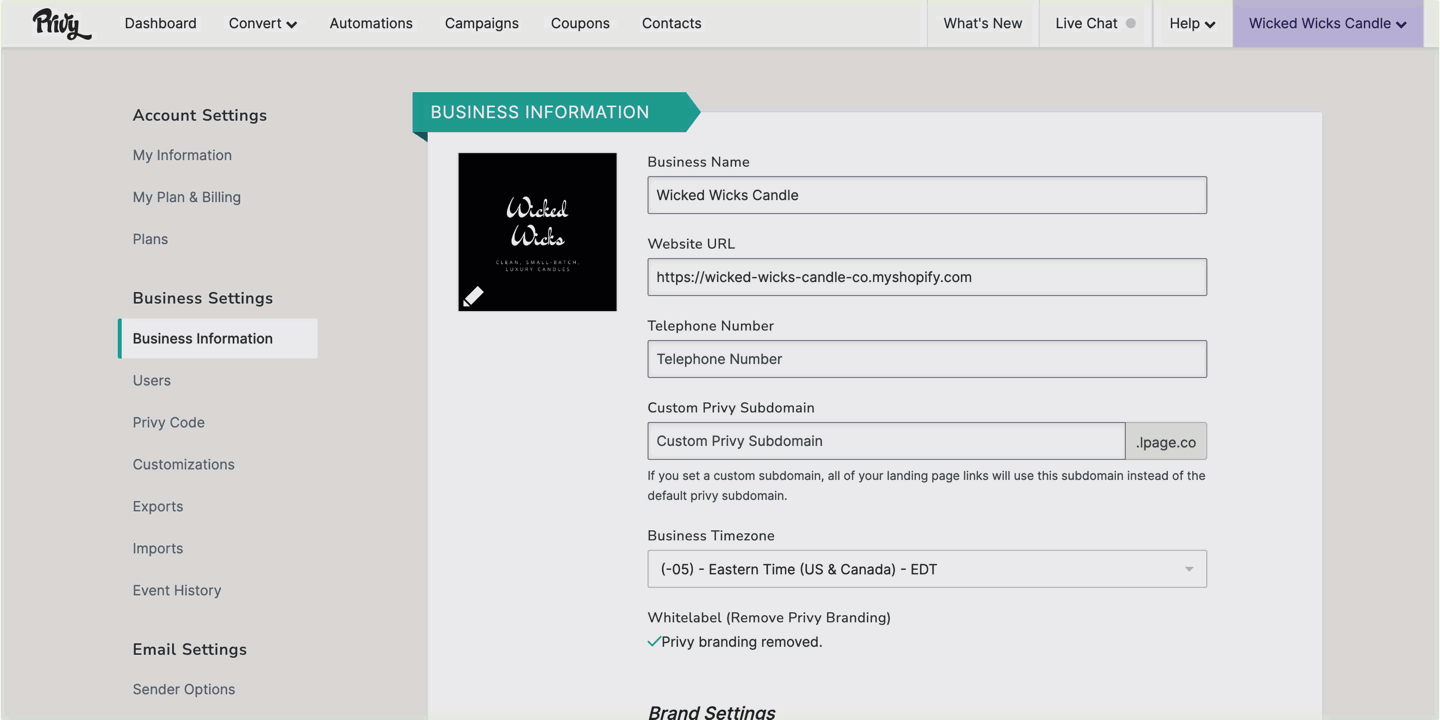 Privy
Dashboard
Convert
Automations
Campaigns
Coupons
Contacts
What's New
Live Chat
Help
Wicked Wicks Candle
Account Settings
My Information
My Plan & Billing
Plans
Business Settings
Business Information
Users
Privy Code
Customizations
Exports
Imports
Event History
Email Settings
Sender Options
BUSINESS INFORMATION
Wicked
Wicks
CLEAN, SMALL-BATCH,
LUXURY CANDLES
Business Name
Wicked Wicks Candle
Website URL
https://wicked-wicks-candle-co.myshopify.com
Telephone Number
Telephone Number
Custom Privy Subdomain
Custom Privy Subdomain
.lpage.co
If you set a custom subdomain, all of your landing page links will use this subdomain instead of the
default privy subdomain.
Business Timezone
(-05) - Eastern Time (US & Canada) - EDT
Whitelabel (Remove Privy Branding)
Privy branding removed.
Brand Settings